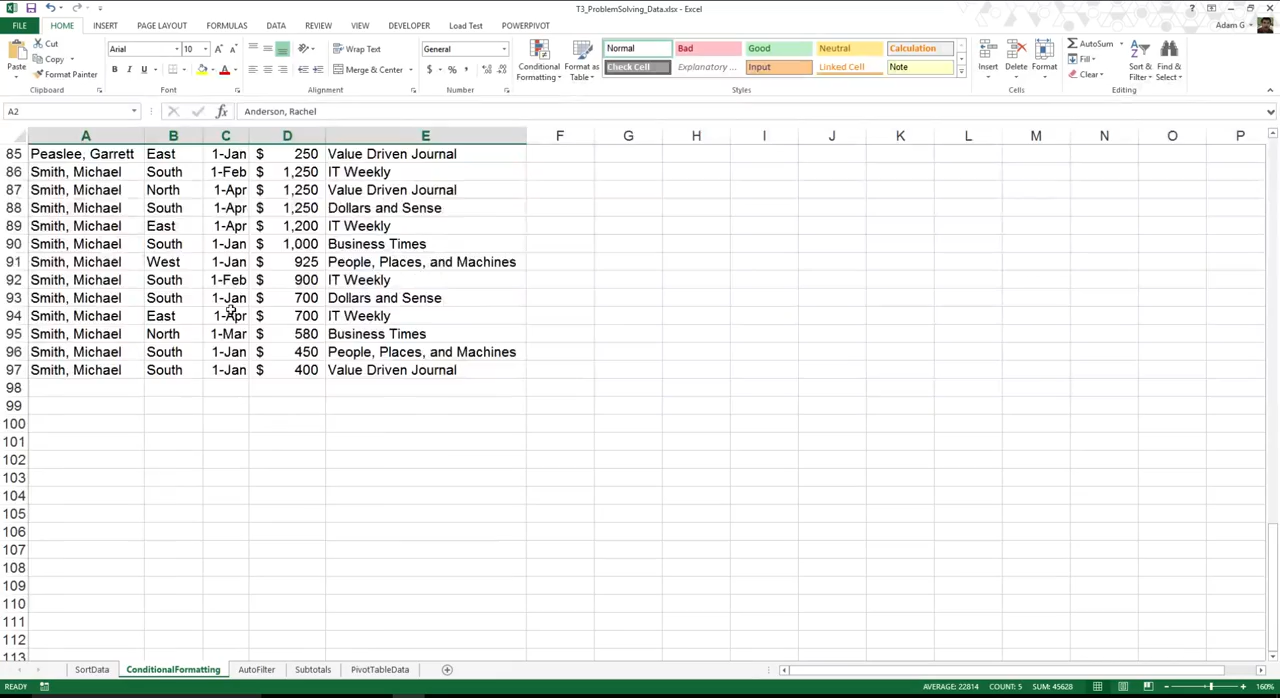 T3_ProblemSolving_Data.xlsx - Excel
FILE HOME INSERT PAGE LAYOUT FORMULAS DATA REVIEW VIEW DEVELOPER Load Test POWERPIVOT Adam G
Paste Cut Copy Format Painter Clipboard
Arial 10 B I U Font
Wrap Text Merge & Center Alignment
General $ % , Number
Conditional Formatting Format as Table
Normal Bad Good Neutral Calculation
Check Cell Explanatory ... Input Linked Cell Note
Styles
Insert Delete Format Cells
AutoSum Fill Clear Sort & Filter Find & Select Editing
A2 fx Anderson, Rachel
A B C D E F G H I J K L M N O P
85 Peaslee, Garrett East 1-Jan $ 250 Value Driven Journal
86 Smith, Michael South 1-Feb $ 1,250 IT Weekly
87 Smith, Michael North 1-Apr $ 1,250 Value Driven Journal
88 Smith, Michael South 1-Apr $ 1,250 Dollars and Sense
89 Smith, Michael East 1-Apr $ 1,200 IT Weekly
90 Smith, Michael South 1-Jan $ 1,000 Business Times
91 Smith, Michael West 1-Jan $ 925 People, Places, and Machines
92 Smith, Michael South 1-Feb $ 900 IT Weekly
93 Smith, Michael South 1-Jan $ 700 Dollars and Sense
94 Smith, Michael East 1-Apr $ 700 IT Weekly
95 Smith, Michael North 1-Mar $ 580 Business Times
96 Smith, Michael South 1-Jan $ 450 People, Places, and Machines
97 Smith, Michael South 1-Jan $ 400 Value Driven Journal
98
99
100
101
102
103
104
105
106
107
108
109
110
111
112
113
SortData ConditionalFormatting AutoFilter Subtotals PivotTableData
READY AVERAGE: 22814 COUNT: 5 SUM: 45628 160%